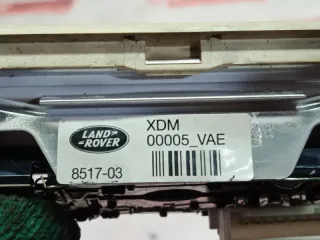 LAND-
ROVER
XDM
00005_VAE
8517-03